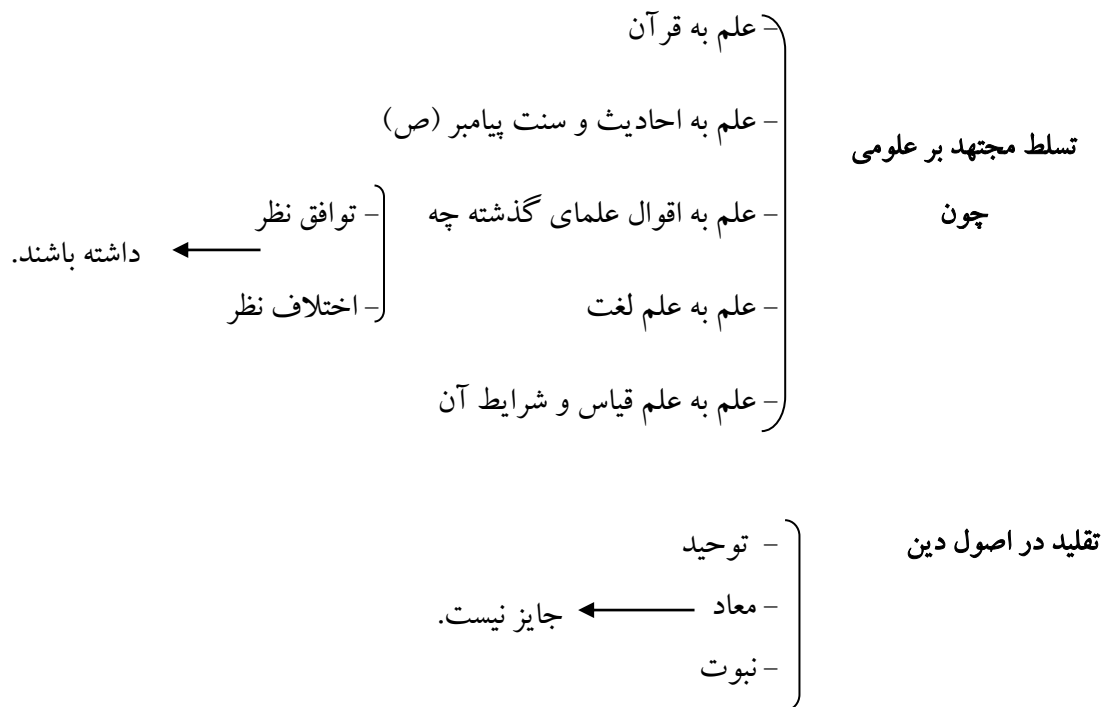 تسلط مجتهد بر علومی
چون
– علم به قرآن
– علم به احادیث و سنت پیامبر (ص)
– علم به اقوال علمای گذشته چه
– توافق نظر
– اختلاف نظر
داشته باشند.
– علم به علم لغت
– علم به علم قیاس و شرایط آن
تقلید در اصول دین
– توحید
– معاد
– نبوت
جایز نیست.